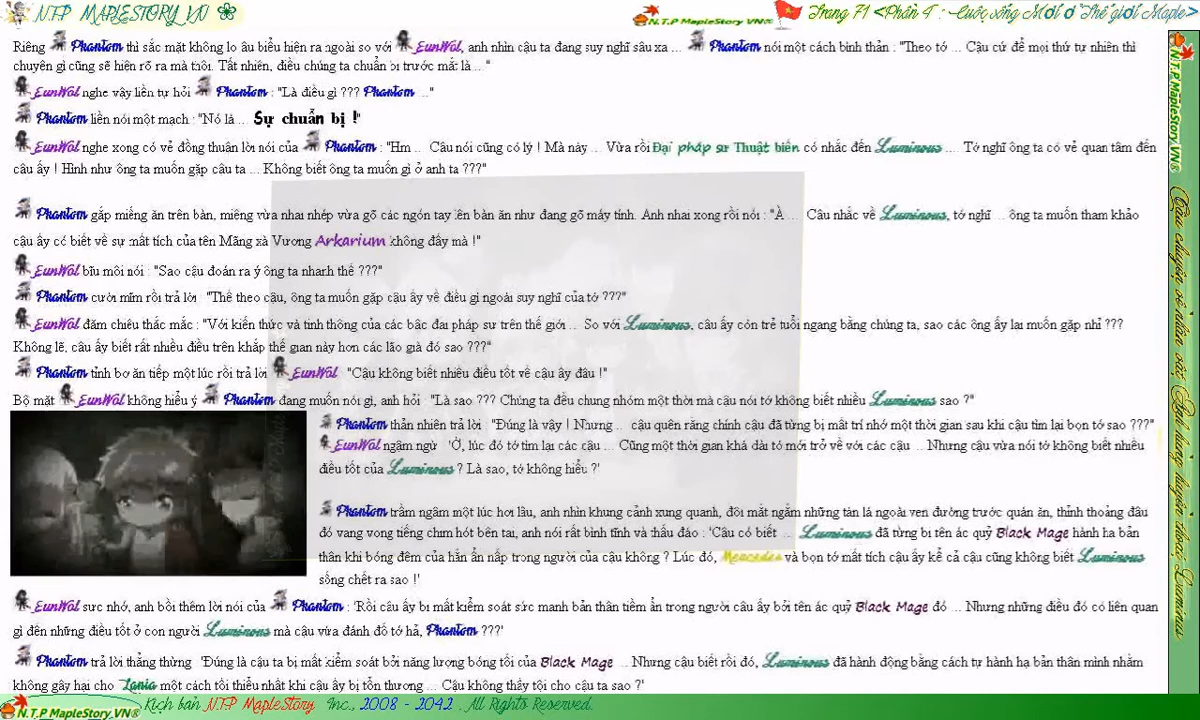 N.T.P MAPLESTORY VN
N.T.P MapleStory VN®
Trang 71 <Phần 4 : Cuộc sống Mới ở Thế giới Maple>
Riêng Phantom thì sắc mặt không lo âu biểu hiện ra ngoài so với EunWol, anh nhìn cậu ta đang suy nghĩ sâu xa ... Phantom nói một cách bình thản : "Theo tớ ... Cậu cứ để mọi thứ tự nhiên thì
chuyện gì cũng sẽ hiện rõ ra mà thôi. Tất nhiên, điều chúng ta chuẩn bị trước mắt là... "
EunWol nghe vậy liền tự hỏi Phantom : "Là điều gì ??? Phantom ..."
Phantom liền nói một mạch : "Nó là ... Sự chuẩn bị !"
EunWol nghe xong có vẻ đồng thuận lời nói của Phantom : "Hm ... Câu nói cũng có lý ! Mà này ... Vừa rồi Đại pháp sư Thuật biến có nhắc đến Luminous .... Tớ nghĩ ông ta có vẻ quan tâm đến
cậu ấy ! Hình như ông ta muốn gặp cậu ta ... Không biết ông ta muốn gì ở anh ta ???"
Phantom gắp miếng ăn trên bàn, miệng vừa nhai nhép vừa gõ các ngón tay lên bàn ăn như đang gõ máy tính. Anh nhai xong rồi nói : "À ... Cậu nhắc về Luminous, tớ nghĩ ... ông ta muốn tham khảo
cậu ấy có biết về sự mất tích của tên Mãng xà Vương Arkarium không đấy mà !"
EunWol bĩu môi nói : "Sao cậu đoán ra ý ông ta nhanh thế ???"
Phantom cười mỉm rồi trả lời "Thế theo cậu, ông ta muốn gặp cậu ấy về điều gì ngoài suy nghĩ của tớ ???"
EunWol đăm chiêu thắc mắc : "Với kiến thức và tinh thông của các bậc đại pháp sư trên thế giới ... So với Luminous, cậu ấy còn trẻ tuổi ngang bằng chúng ta, sao các ông ấy lại muốn gặp nhỉ ???
Không lẽ, cậu ấy biết rất nhiều điều trên khắp thế gian này hơn các lão già đó sao ???"
Phantom tỉnh bơ ăn tiếp một lúc rồi trả lời EunWol "Cậu không biết nhiều điều tốt về cậu ấy đâu !"
Bộ mặt EunWol không hiểu ý Phantom đang muốn nói gì, anh hỏi "Là sao ??? Chúng ta đều chung nhóm một thời mà cậu nói tớ không biết nhiều Luminous sao ?"
Phantom thản nhiên trả lời : "Đúng là vậy ! Nhưng ... cậu quên rằng chính cậu đã từng bị mất trí nhớ một thời gian sau khi cậu tìm lại bọn tớ sao ???"
EunWol ngậm ngừ 'Ờ, lúc đó tớ tìm lại các cậu ... Cũng một thời gian khá dài tớ mới trở về với các cậu ... Nhưng cậu vừa nói tớ không biết nhiều
điều tốt của Luminous ? Là sao, tớ không hiểu ?'
Phantom trầm ngâm một lúc hơi lâu, anh nhìn khung cảnh xung quanh, đôi mắt ngắm những tán lá ngoài ven đường trước quán ăn, thỉnh thoảng đâu
đó vang vong tiếng chim hót bên tai, anh nói rất bình tĩnh và thấu đáo : 'Cậu có biết ... Luminous đã từng bị tên ác quỷ Black Mage hành hạ bản
thân khi bóng đêm của hắn ẩn nấp trong người của cậu không ? Lúc đó, Mercedes và bọn tớ mất tích cậu ấy kể cả cậu cũng không biết Luminous
sống chết ra sao !'
EunWol sực nhớ, anh bồi thêm lời nói của Phantom : 'Rồi cậu ấy bị mất kiểm soát sức mạnh bản thân tiềm ẩn trong người cậu ấy bởi tên ác quỷ Black Mage đó ... Nhưng những điều đó có liên quan
gì đến những điều tốt ở con người Luminous mà cậu vừa đánh đố tớ hả, Phantom ???'
Phantom trả lời thẳng thừng 'Đúng là cậu ta bị mất kiểm soát bởi năng lượng bóng tối của Black Mage ... Nhưng cậu biết rồi đó, Luminous đã hành động bằng cách tự hành hạ bản thân mình nhằm
không gây hại cho Lania một cách tối thiểu nhất khi cậu ấy bị tổn thương ... Cậu không thấy tội cho cậu ta sao ?'
N.T.P MapleStory VN®
Kịch bản N.T.P MapleStory Inc., 2008 - 2042 . All Rights Reserved.
N.T.P MapleStory VN®